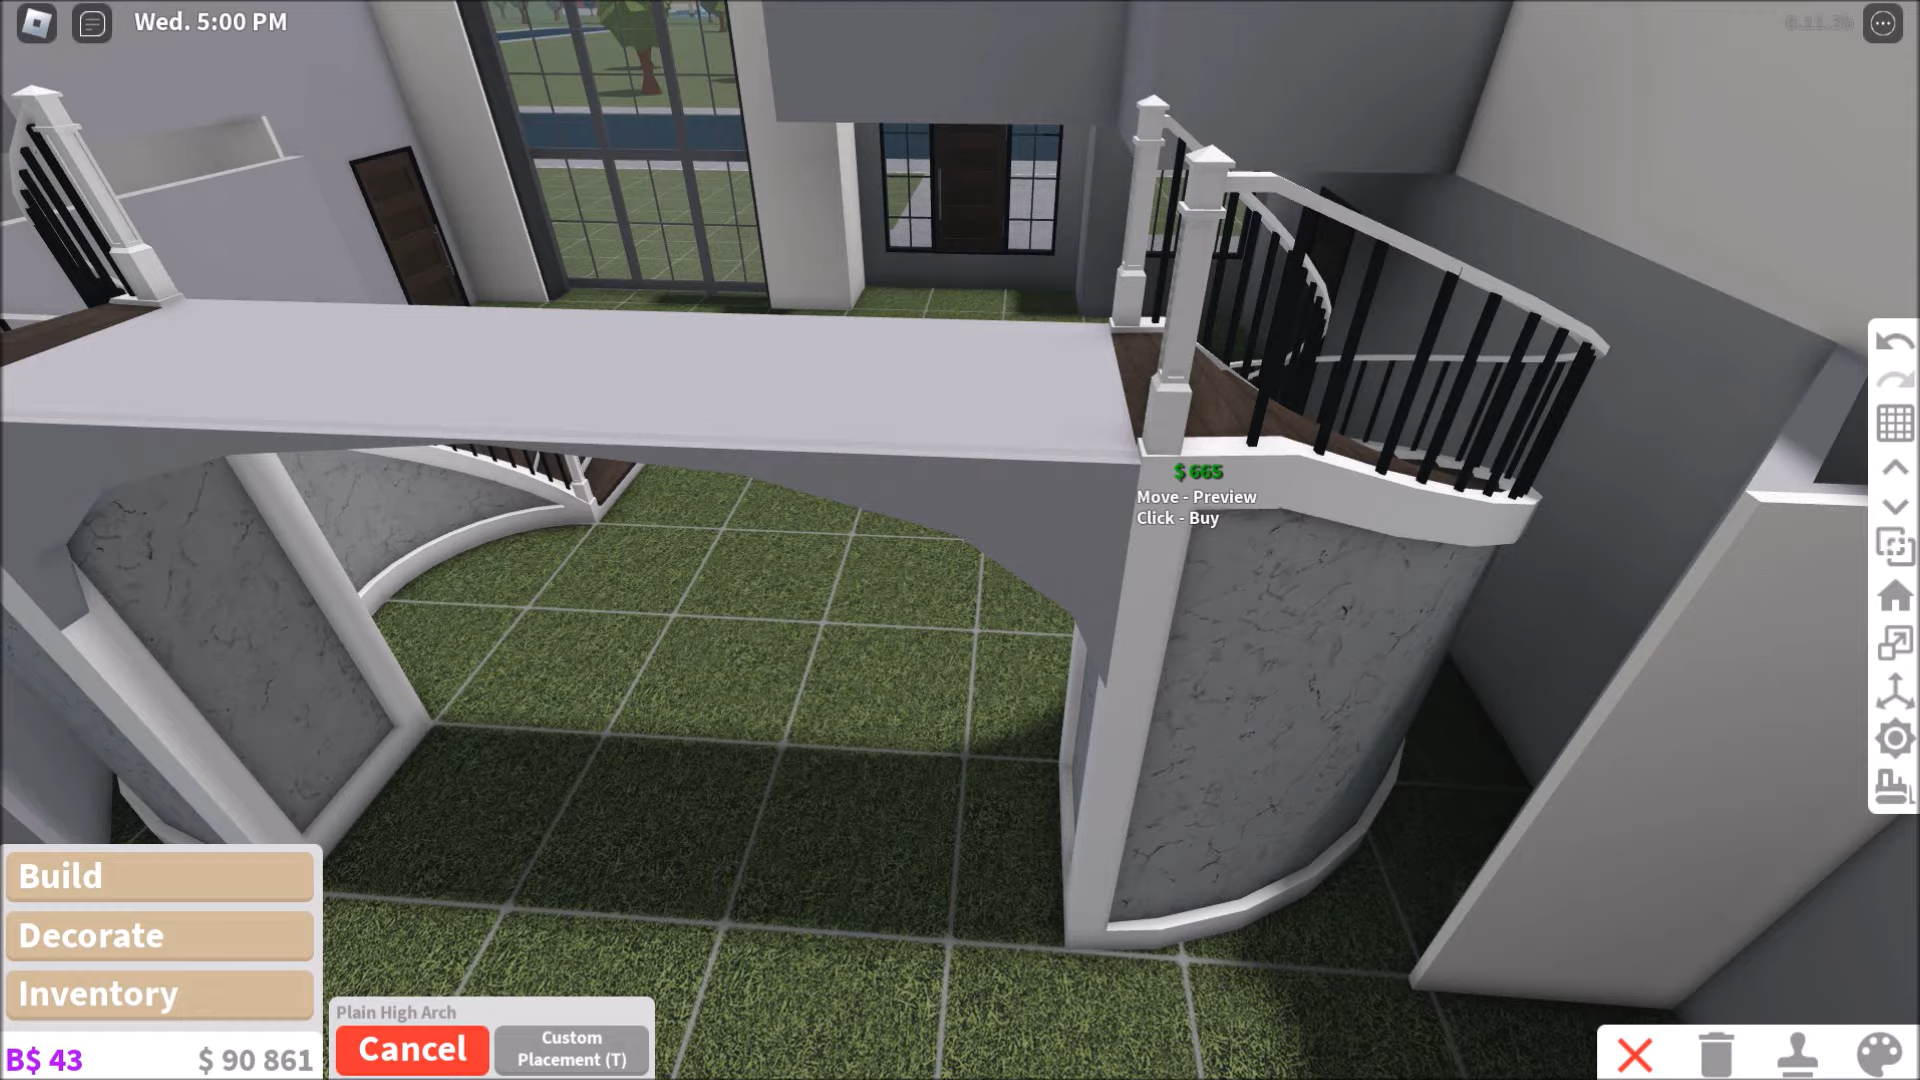 Wed. 5:00 PM
$ 665
Move - Preview
Click - Buy
Build
Decorate
Inventory
B$ 43
$ 90 861
Plain High Arch
Cancel
Custom
Placement (T)